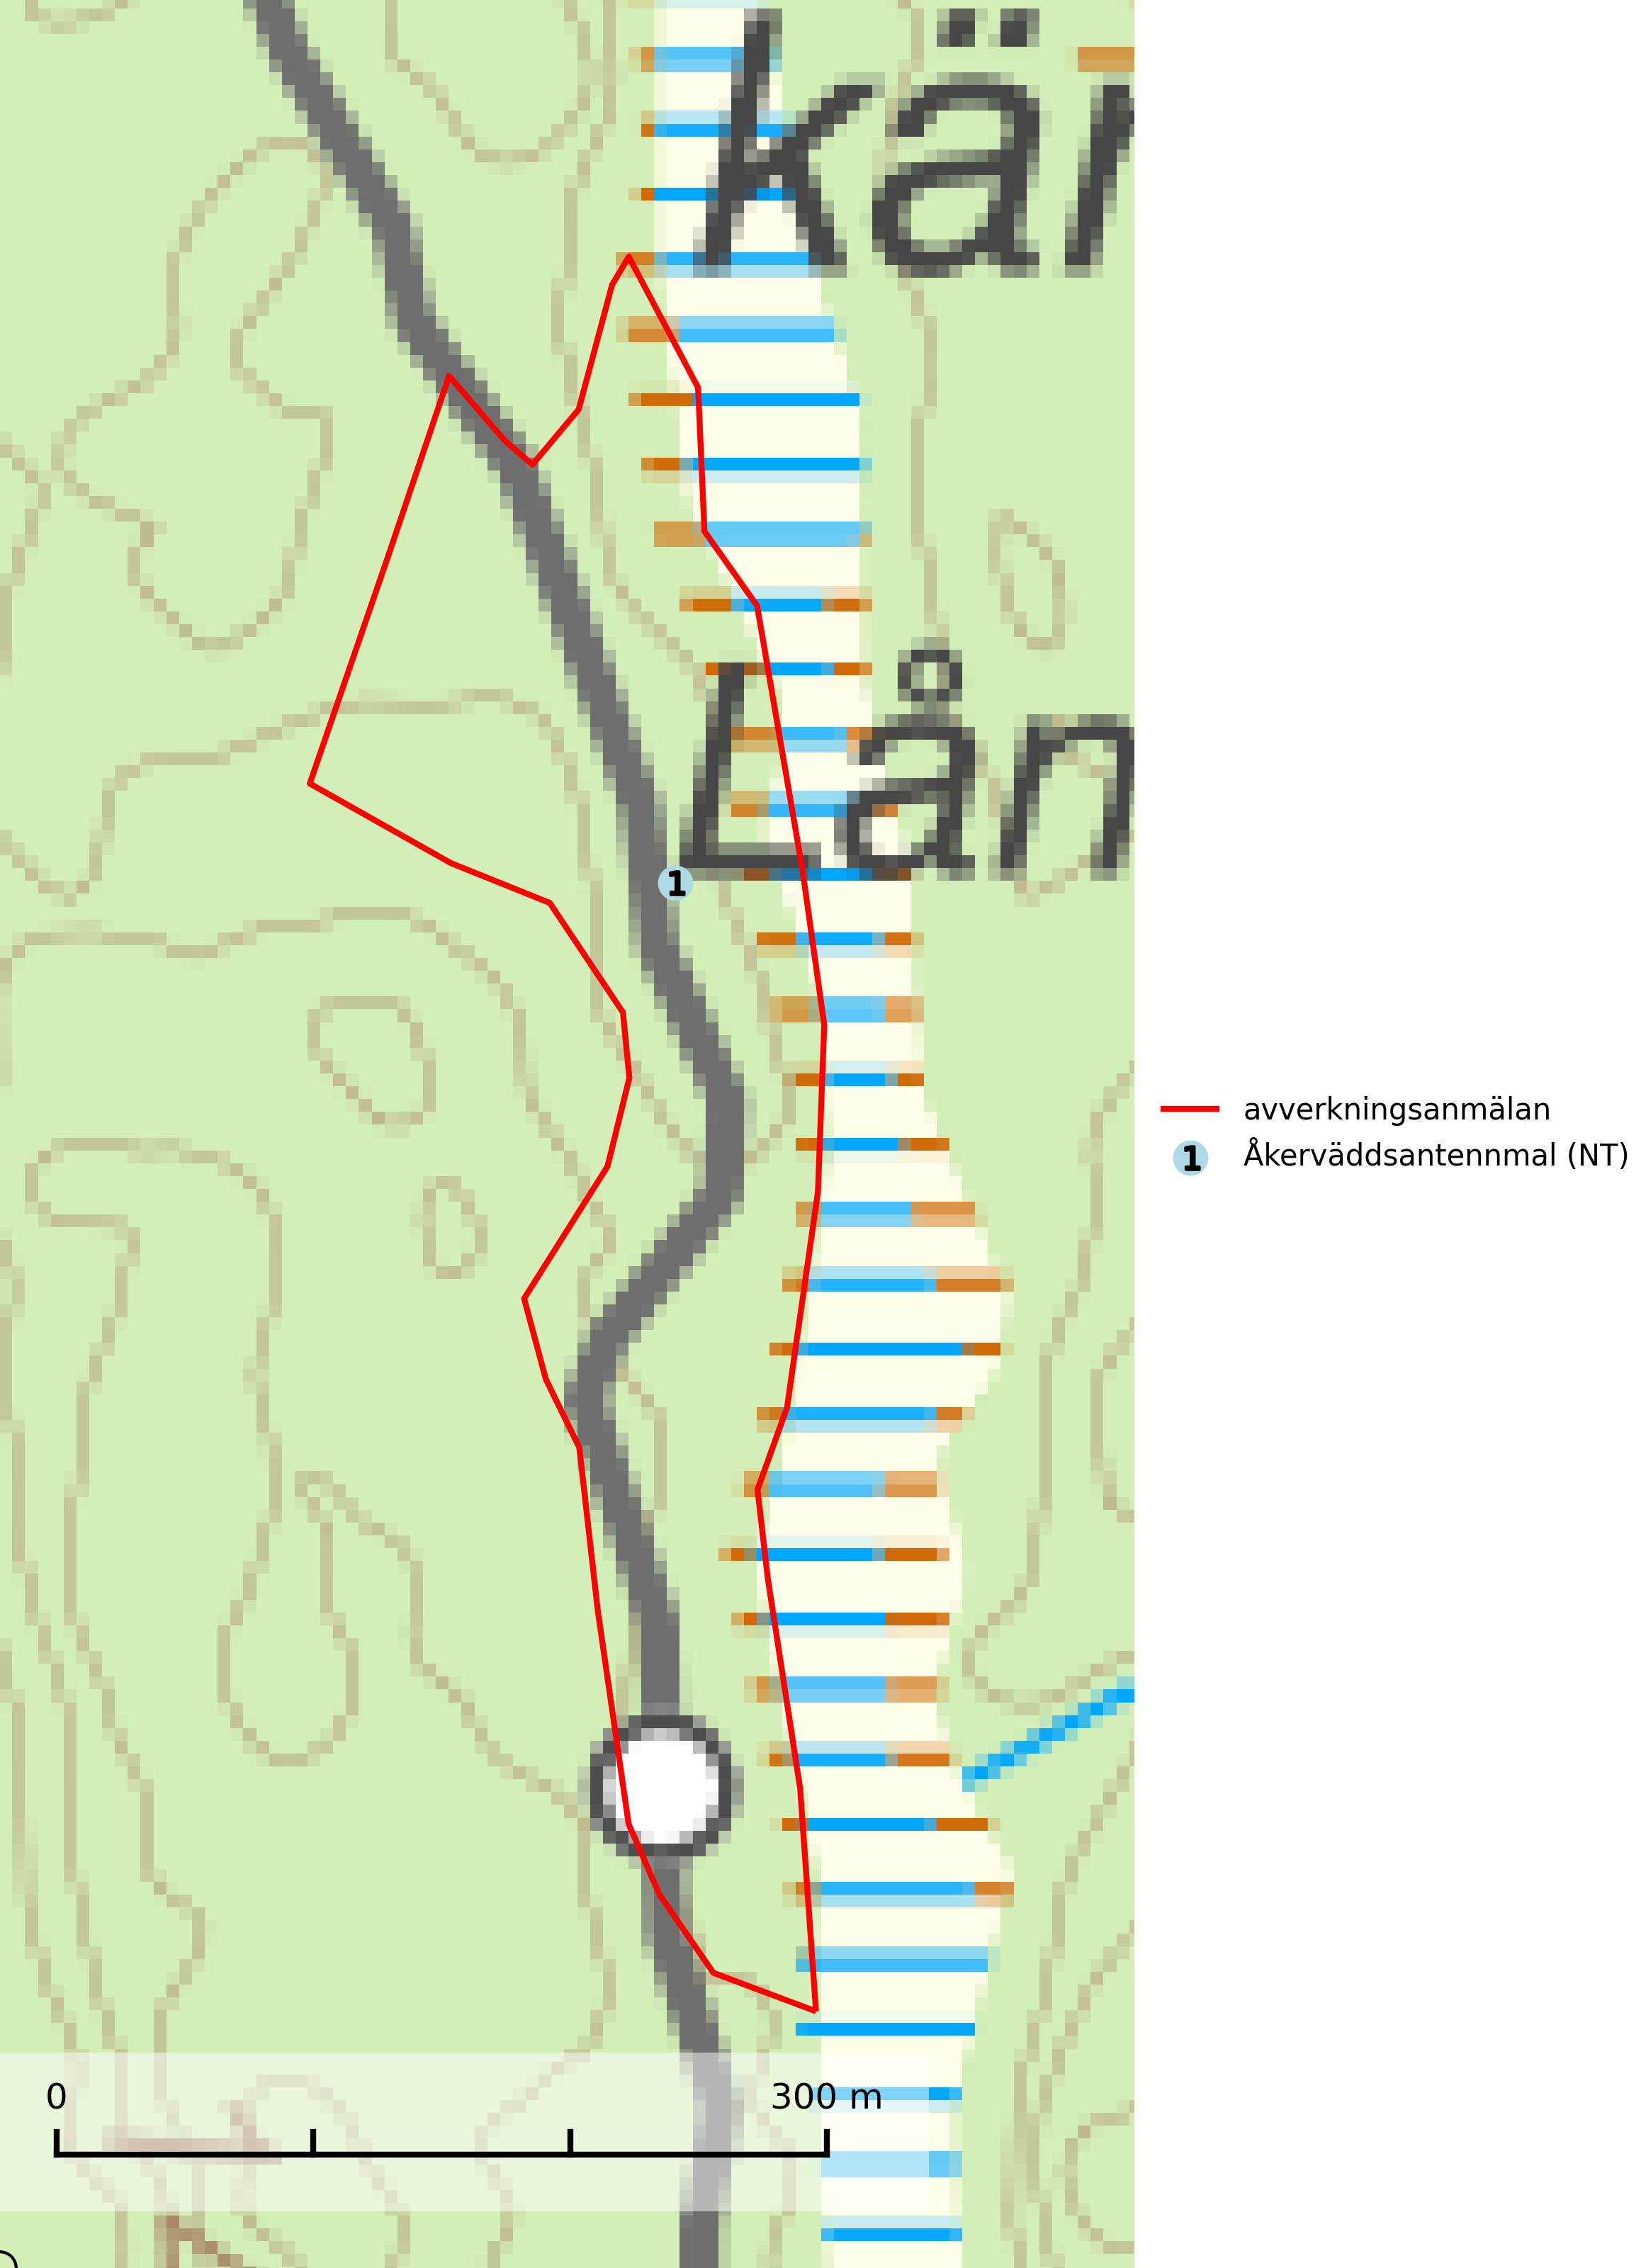 kär
Lån
1
avverkningsanmälan
1 Åkerväddsantennmal (NT)
0 300 m